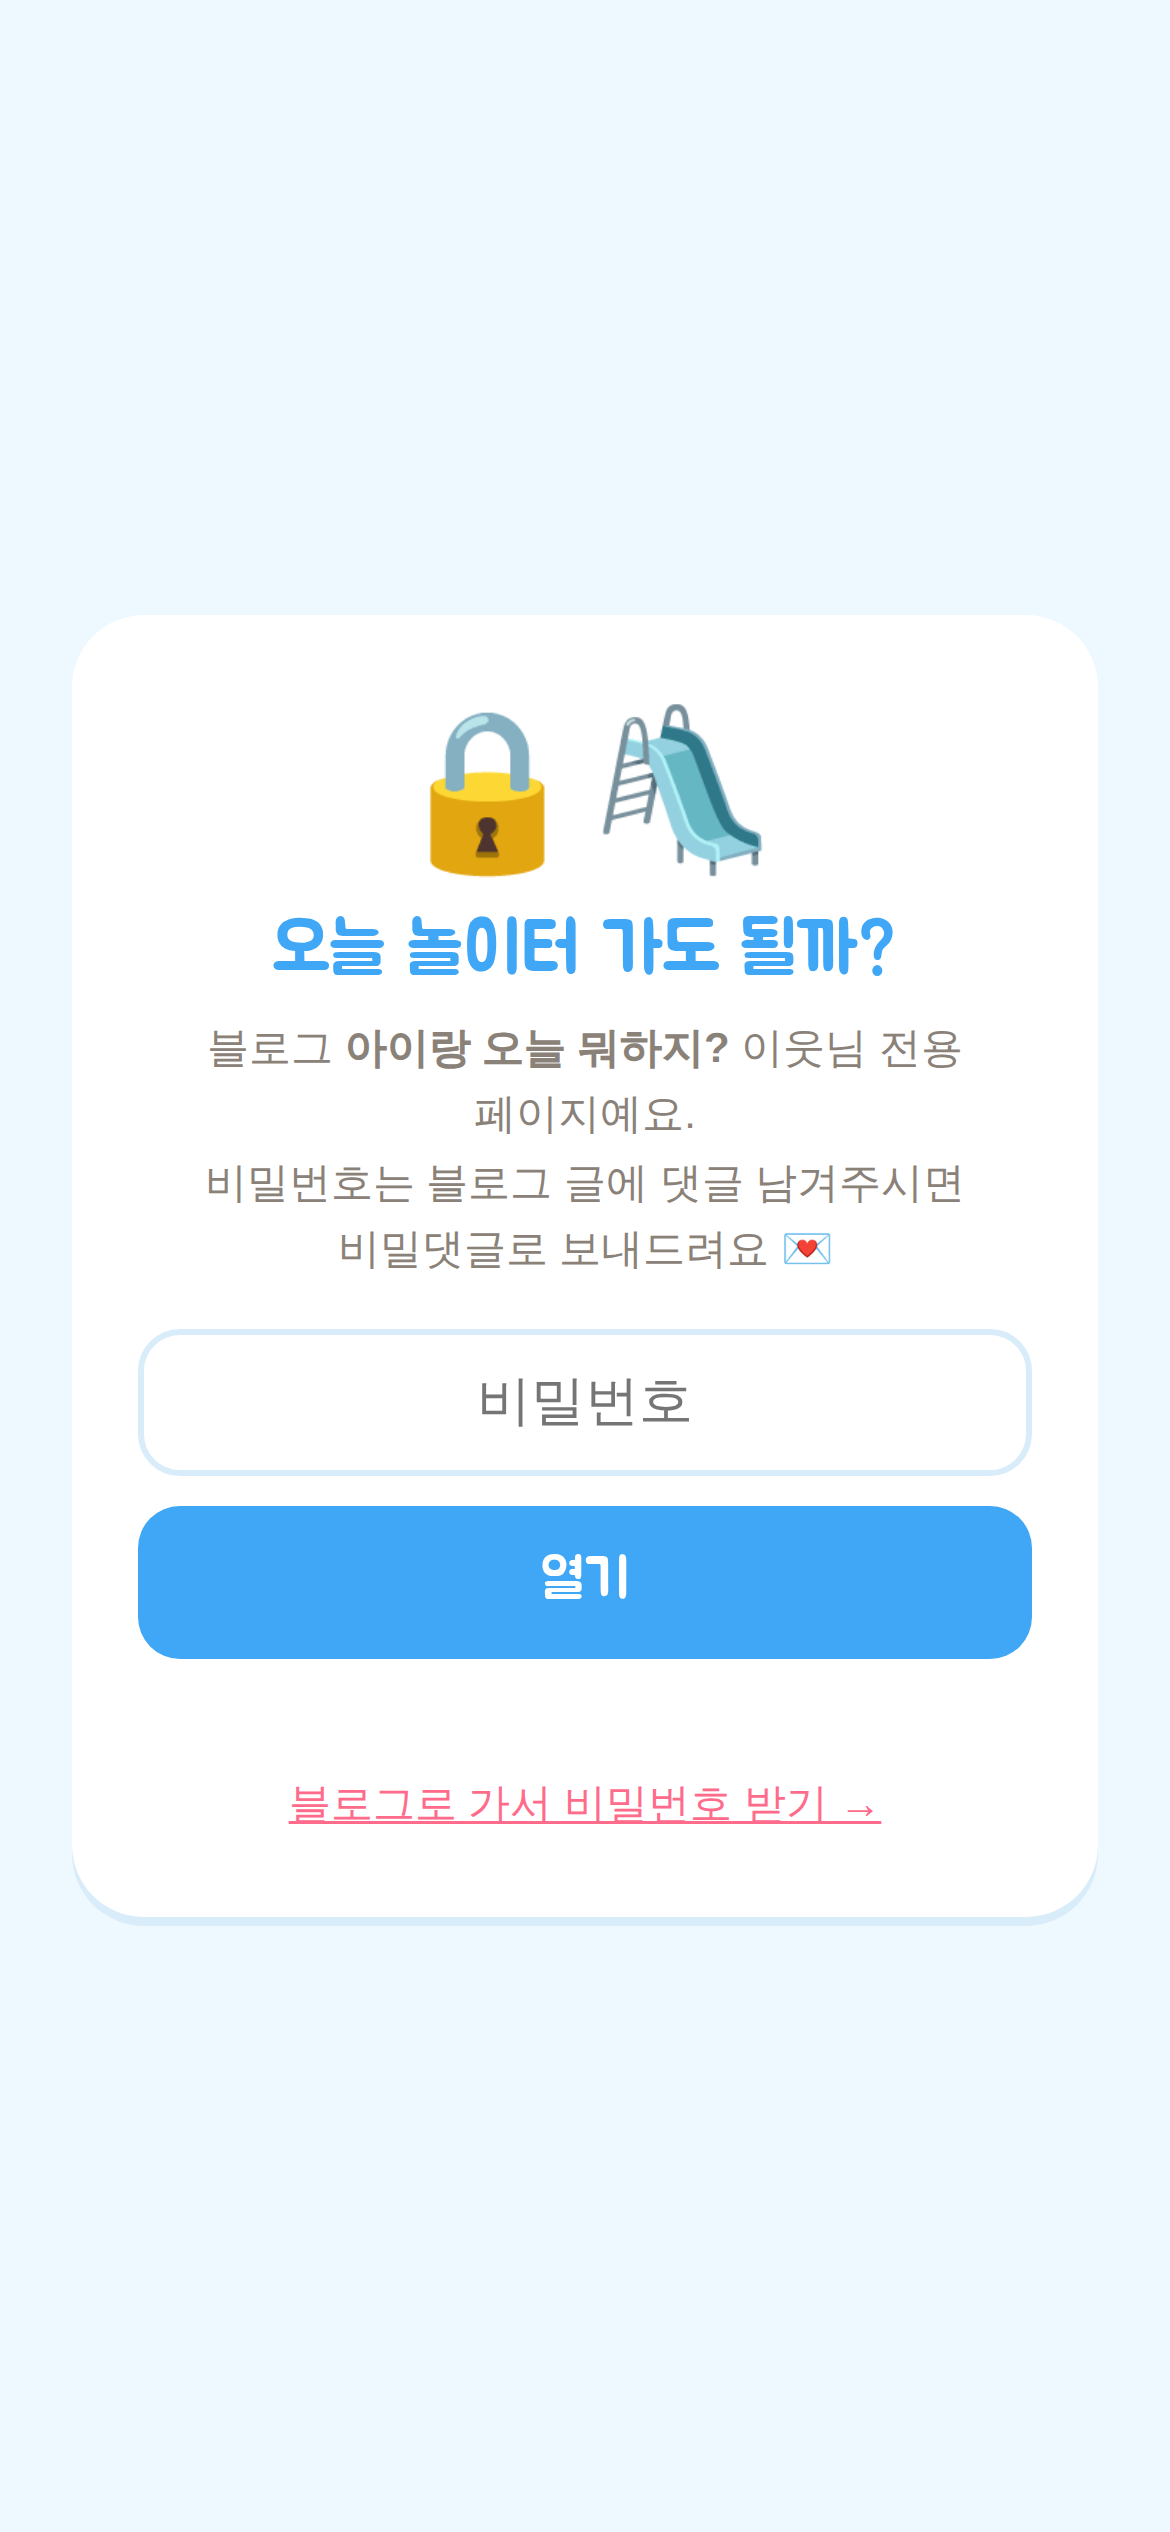 오늘 놀이터 가도 될까?
블로그 아이랑 오늘 뭐하지? 이웃님 전용
페이지예요.
비밀번호는 블로그 글에 댓글 남겨주시면
비밀댓글로 보내드려요 💌
비밀번호
열기
블로그로 가서 비밀번호 받기 →